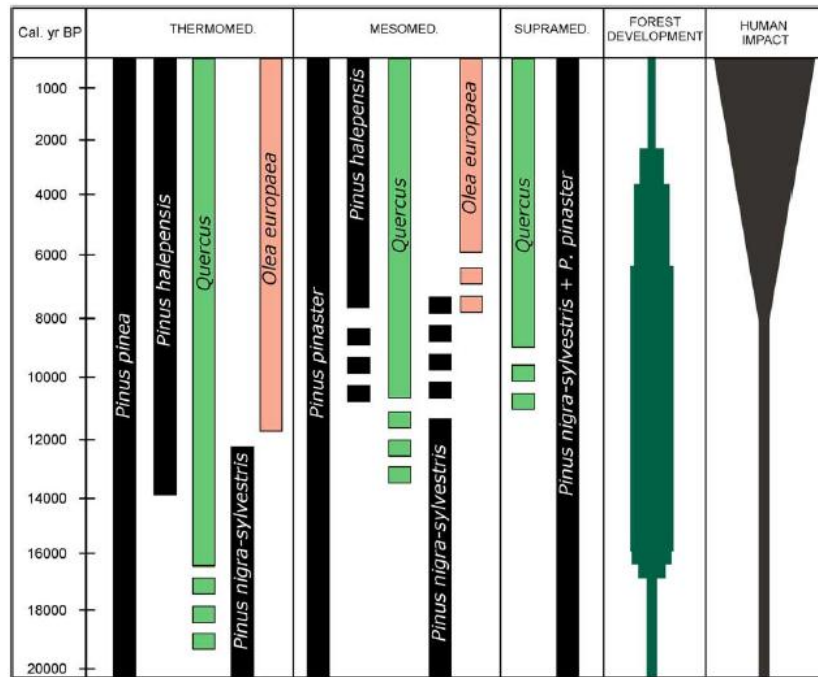 Cal. yr BP
THERMOMED.
MESOMED.
SUPRAMED.
FOREST
DEVELOPMENT
HUMAN
IMPACT
1000
2000
4000
6000
8000
10000
12000
14000
16000
18000
20000
Pinus pinea
Pinus halepensis
Quercus
Pinus nigra-sylvestris
Olea europaea
Pinus pinaster
Pinus halepensis
Quercus
Pinus nigra-sylvestris
Olea europaea
Quercus
Pinus nigra-sylvestris + P. pinaster